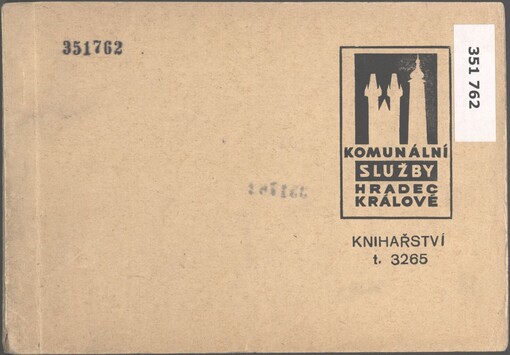 351762
351 762
KOMUNÁLNÍ
SLUŽBY
HRADEC
KRÁLOVÉ
KNIHAŘSTVÍ
t. 3265